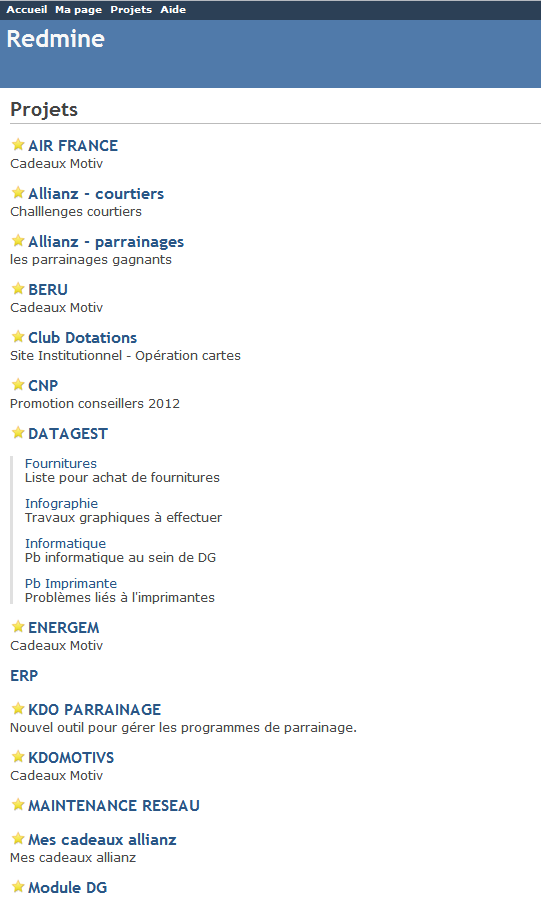 Accueil Ma page Projets Aide
Redmine
Projets
AIR FRANCE
Cadeaux Motiv
Allianz - courtiers
Challlenges courtiers
Allianz - parrainages
les parrainages gagnants
BERU
Cadeaux Motiv
Club Dotations
Site Institutionnel - Opération cartes
CNP
Promotion conseillers 2012
DATAGEST
Fournitures
Liste pour achat de fournitures
Infographie
Travaux graphiques à effectuer
Informatique
Pb informatique au sein de DG
Pb Imprimante
Problèmes liés à l'imprimantes
ENERGEM
Cadeaux Motiv
ERP
KDO PARRAINAGE
Nouvel outil pour gérer les programmes de parrainage.
KDOMOTIVS
Cadeaux Motiv
MAINTENANCE RESEAU
Mes cadeaux allianz
Mes cadeaux allianz
Module DG